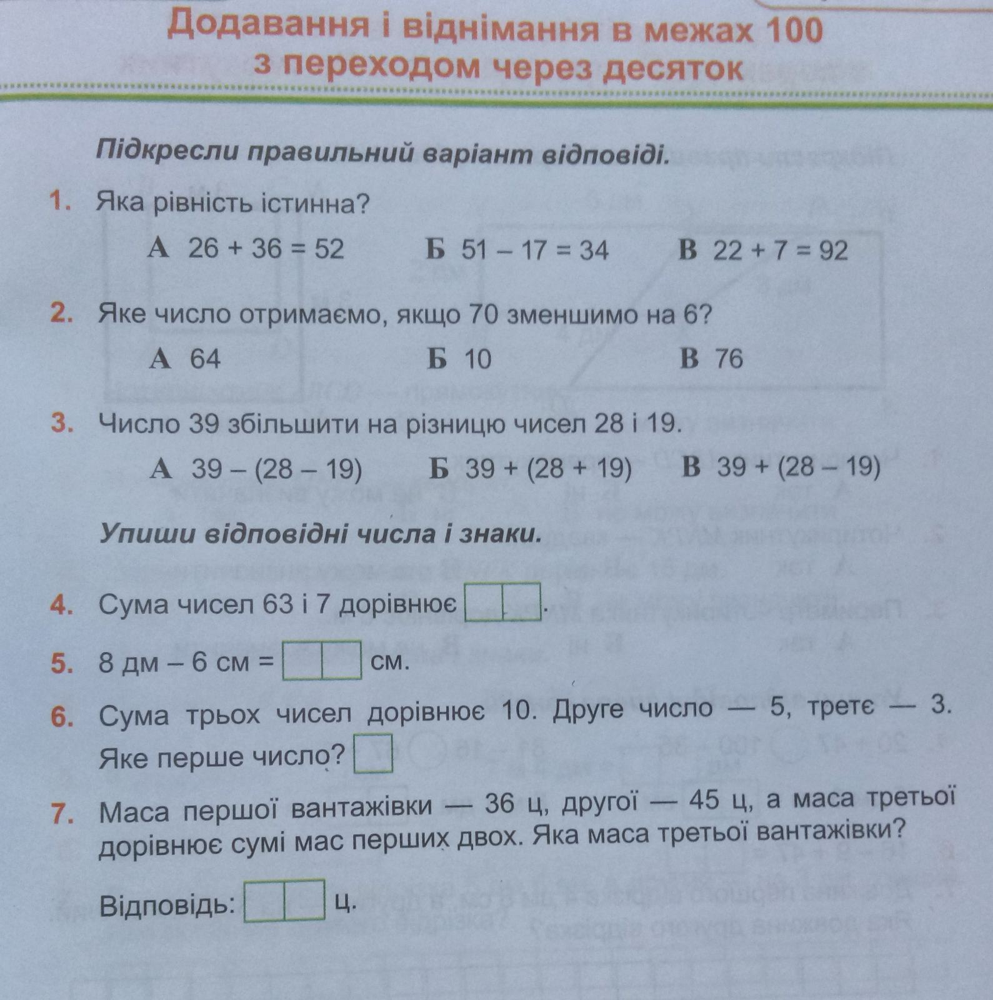 Додавання і віднімання в межах 100
з переходом через десяток
Підкресли правильний варіант відповіді.
1. Яка рівність істинна?
А 26 + 36 = 52 Б 51 – 17 = 34 В 22 + 7 = 92
2. Яке число отримаємо, якщо 70 зменшимо на 6?
А 64 Б 10 В 76
3. Число 39 збільшити на різницю чисел 28 і 19.
А 39 – (28 – 19) Б 39 + (28 + 19) В 39 + (28 – 19)
Упиши відповідні числа і знаки.
4. Сума чисел 63 і 7 дорівнює .
5. 8 дм – 6 см = см.
6. Сума трьох чисел дорівнює 10. Друге число — 5, третє — 3.
Яке перше число?
7. Маса першої вантажівки — 36 ц, другої — 45 ц, а маса третьої
дорівнює сумі мас перших двох. Яка маса третьої вантажівки?
Відповідь: ц.